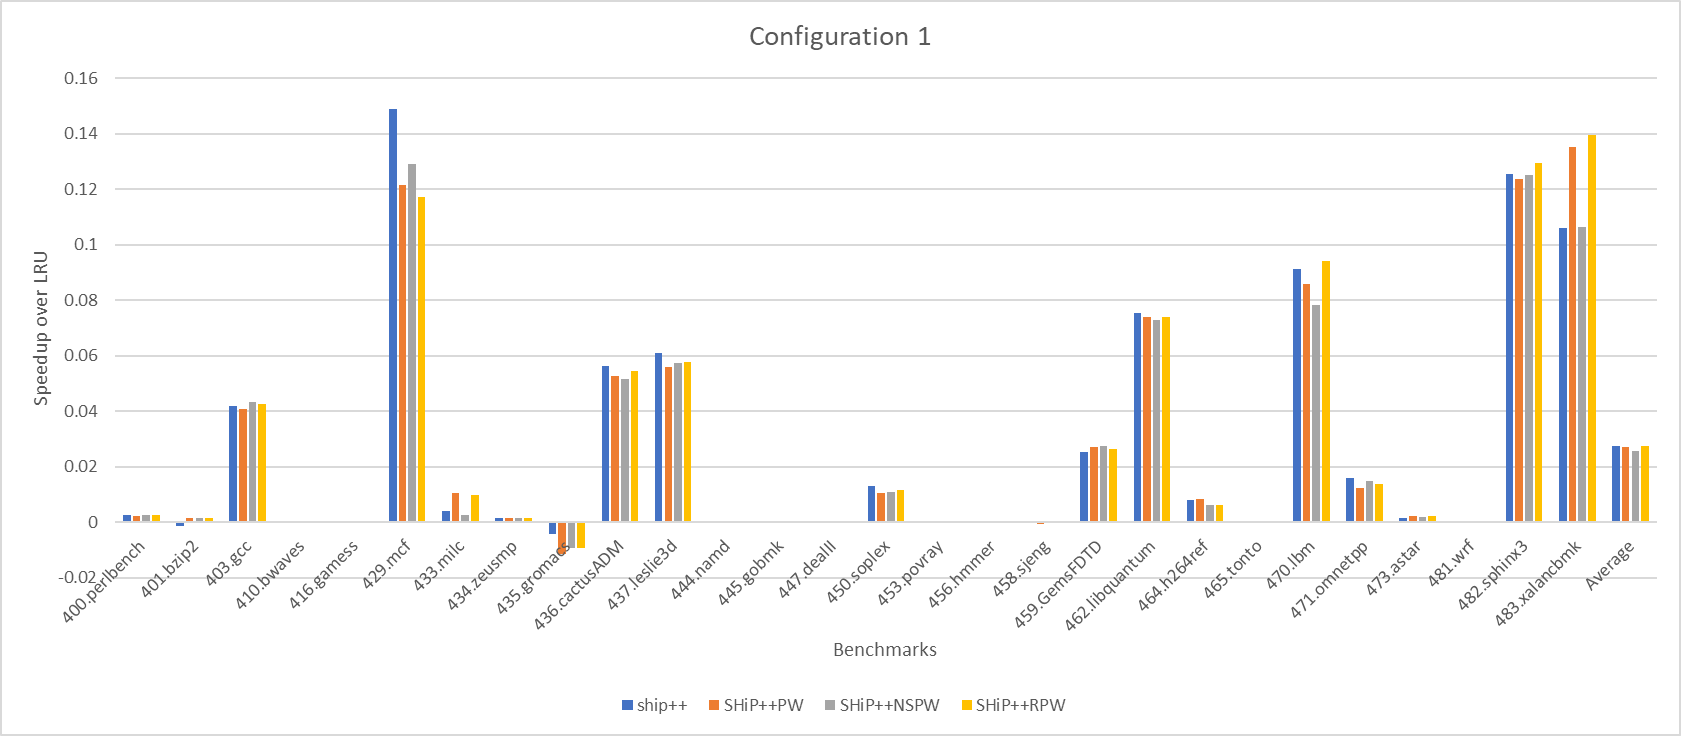 Configuration 1
Speedup over LRU
0.16
0.14
0.12
0.1
0.08
0.06
0.04
0.02
0
-0.02
400.perlbench
401.bzip2
403.gcc
410.bwaves
416.gamess
429.mcf
433.milc
434.zeusmp
435.gromacs
436.cactusADM
437.leslie3d
444.namd
445.gobmk
447.dealII
450.soplex
453.povray
456.hmmer
458.sjeng
459.GemsFDTD
462.libquantum
464.h264ref
465.tonto
470.lbm
471.omnetpp
473.astar
481.wrf
482.sphinx3
483.xalancbmk
Average
Benchmarks
ship++ SHiP++PW SHiP++NSPW SHiP++RPW